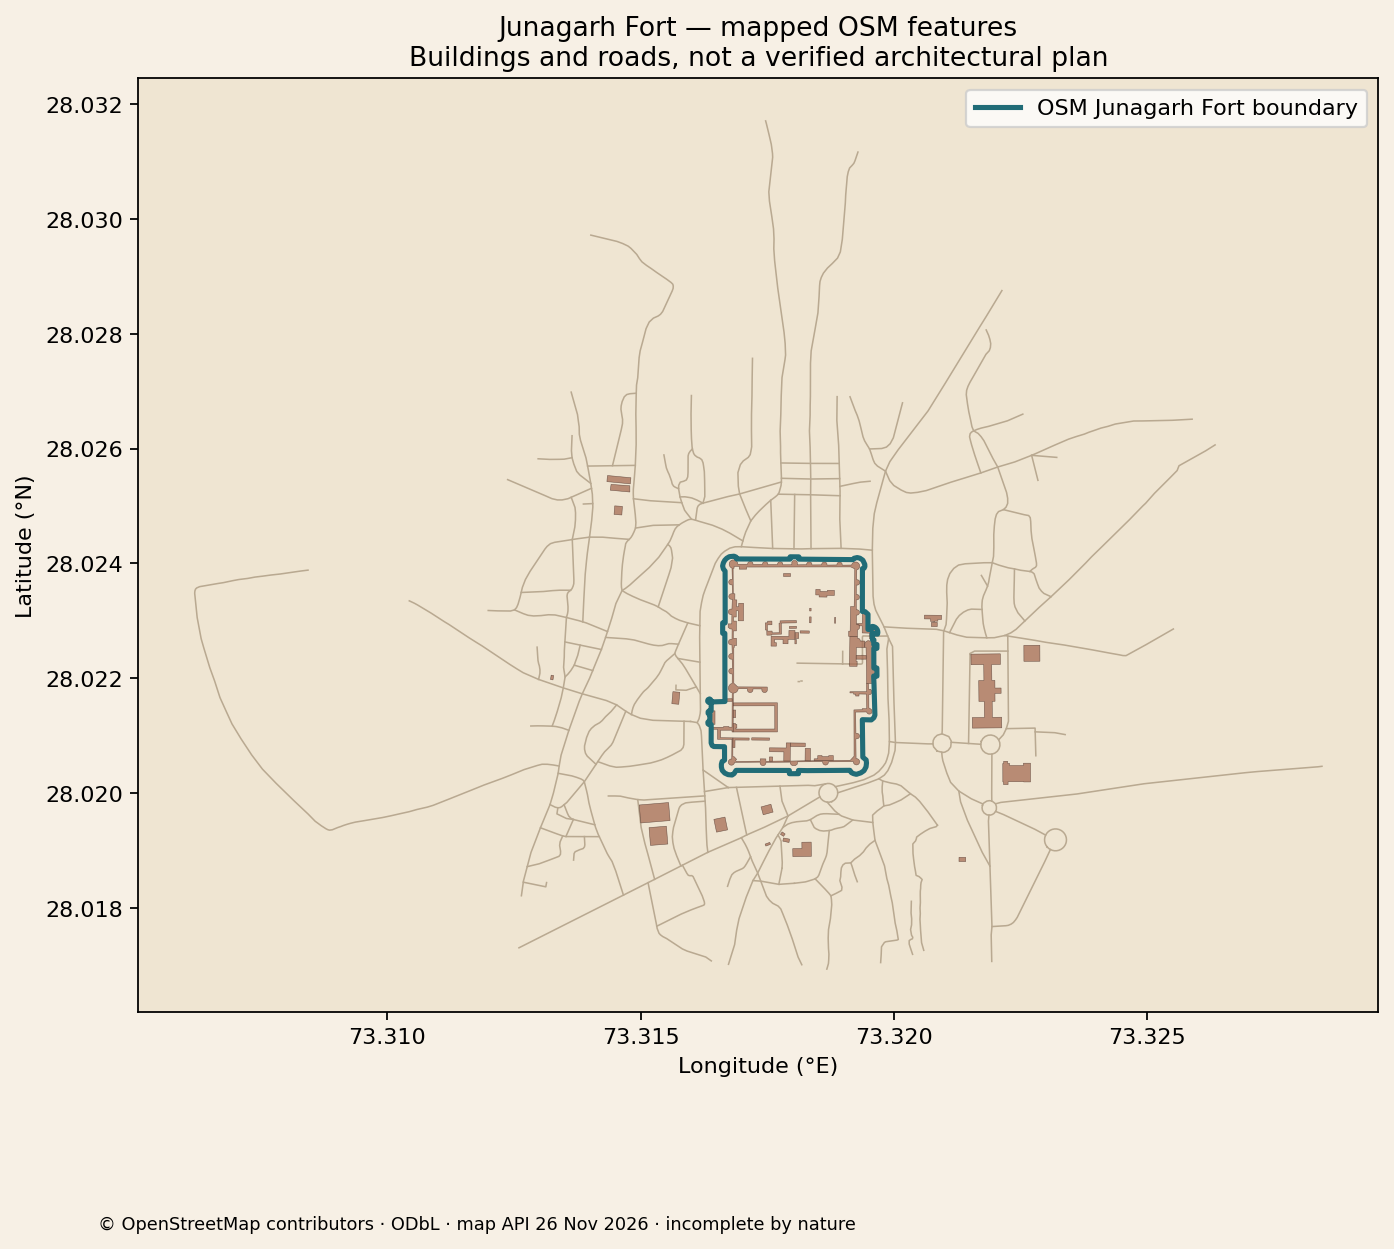 Junagarh Fort — mapped OSM features
Buildings and roads, not a verified architectural plan
OSM Junagarh Fort boundary
28.032
28.030
28.028
28.026
28.024
28.022
28.020
28.018
Latitude (°N)
73.310 73.315 73.320 73.325
Longitude (°E)
© OpenStreetMap contributors · ODbL · map API 26 Nov 2026 · incomplete by nature